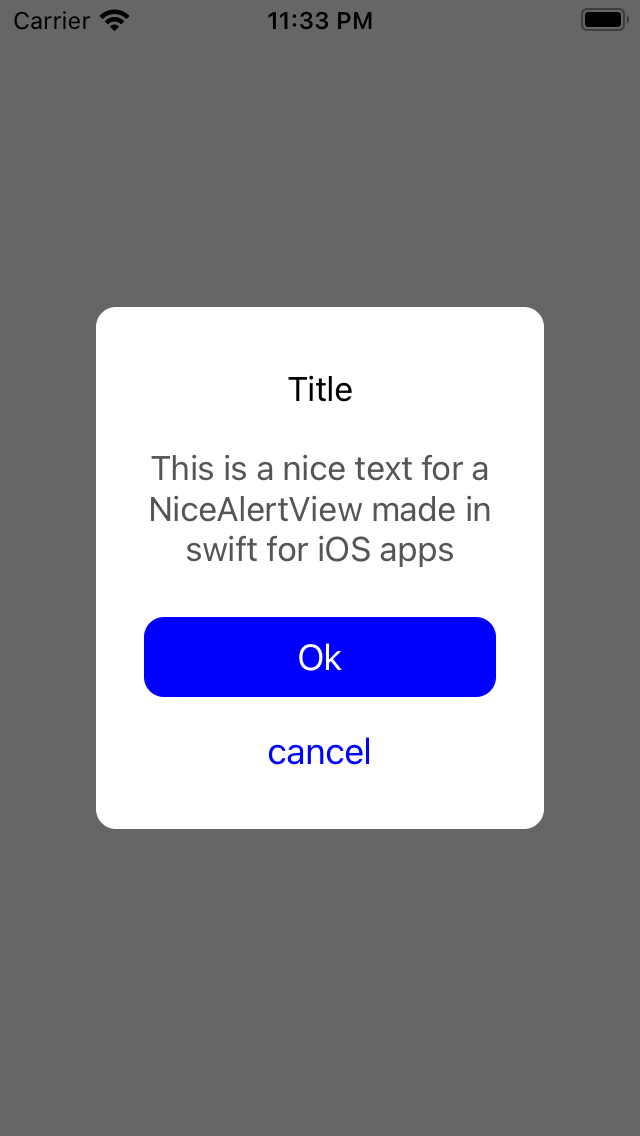 Carrier 11:33 PM
Title
This is a nice text for a
NiceAlertView made in
swift for iOS apps
Ok
cancel